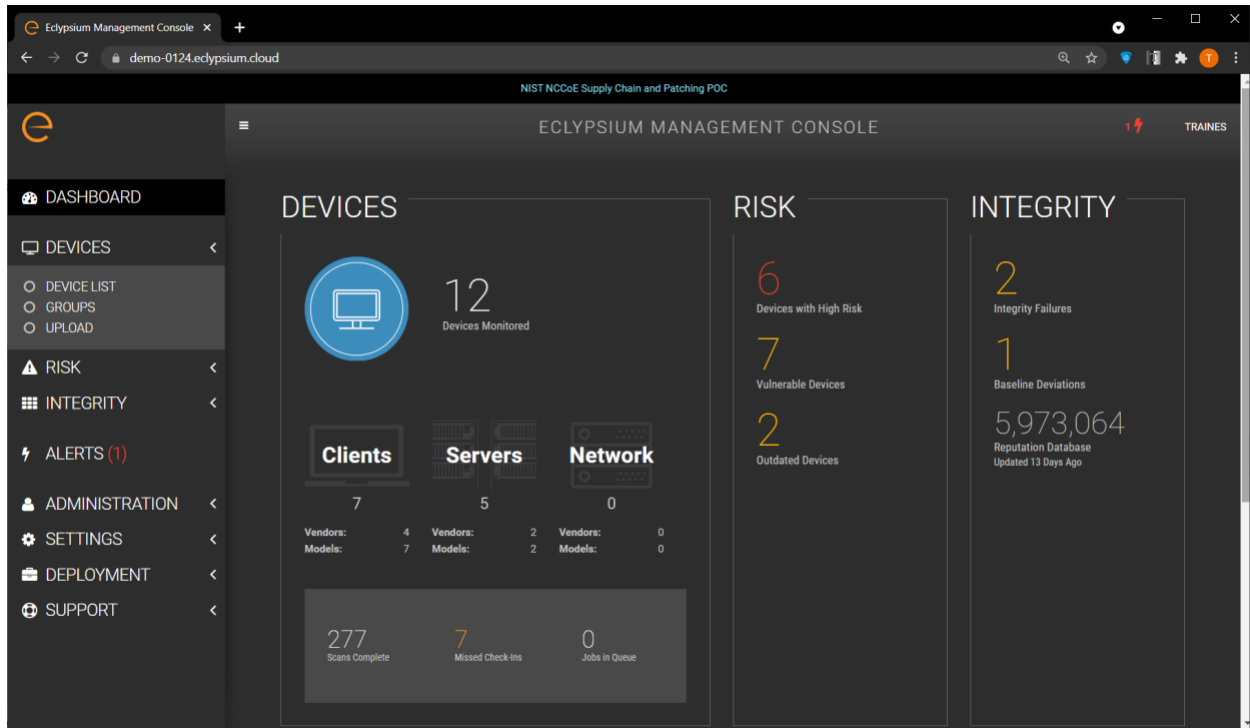 Eclypsium Management Console
demo-0124.eclypsium.cloud
T
NIST NCCoE Supply Chain and Patching POC
e
ECLYPSIUM MANAGEMENT CONSOLE
1
TRAINES
DASHBOARD
DEVICES
DEVICE LIST
GROUPS
UPLOAD
RISK
INTEGRITY
ALERTS (1)
ADMINISTRATION
SETTINGS
DEPLOYMENT
SUPPORT
DEVICES
12
Devices Monitored
Clients Servers Network
7 5 0
Vendors: 4 Vendors: 2 Vendors: 0
Models: 7 Models: 2 Models: 0
277 7 0
Scans Complete Missed Check-Ins Jobs in Queue
RISK
6
Devices with High Risk
7
Vulnerable Devices
2
Outdated Devices
INTEGRITY
2
Integrity Failures
1
Baseline Deviations
5,973,064
Reputation Database
Updated 13 Days Ago